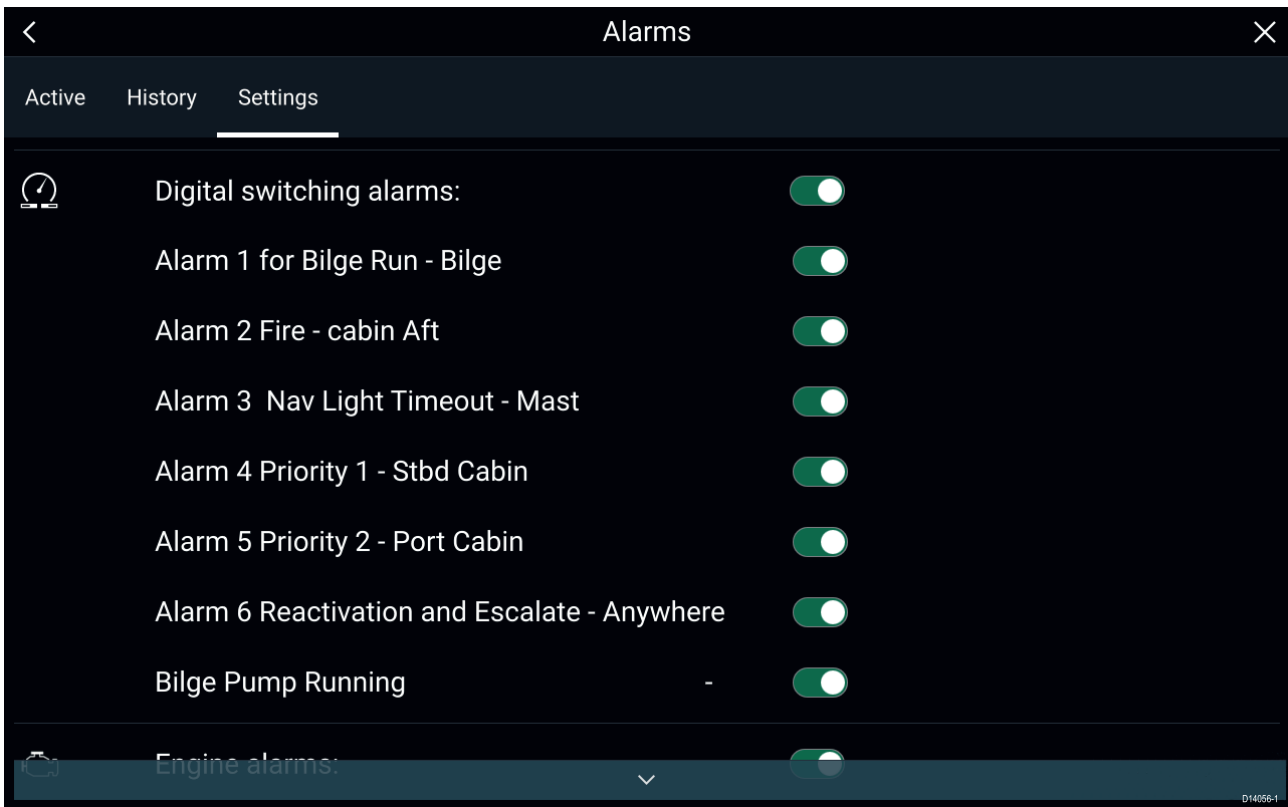 Alarms
Active History Settings
Digital switching alarms:
Alarm 1 for Bilge Run - Bilge
Alarm 2 Fire - cabin Aft
Alarm 3  Nav Light Timeout - Mast
Alarm 4 Priority 1 - Stbd Cabin
Alarm 5 Priority 2 - Port Cabin
Alarm 6 Reactivation and Escalate - Anywhere
Bilge Pump Running -
Engine alarms:
D14056-1